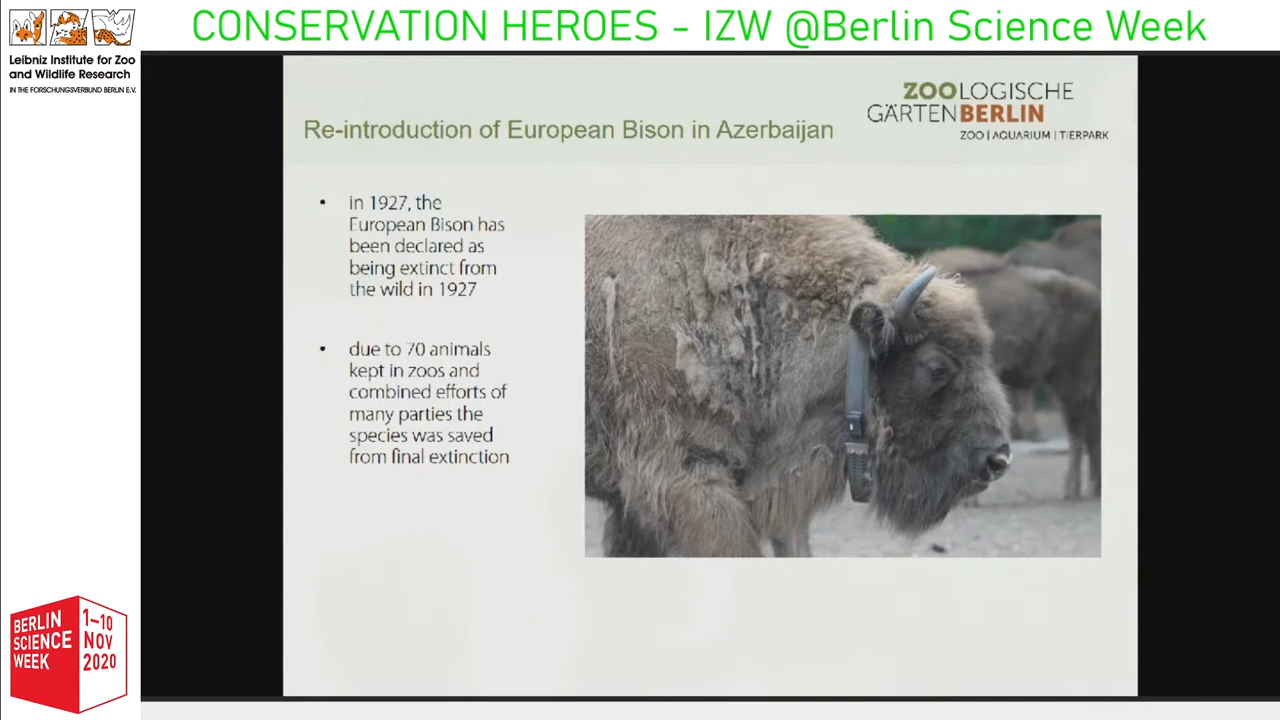 CONSERVATION HEROES - IZW @Berlin Science Week
Leibniz Institute for Zoo
and Wildlife Research
IN THE FORSCHUNGSVERBUND BERLIN E.V.
ZOOLOGISCHE
GÄRTENBERLIN
ZOO | AQUARIUM | TIERPARK
Re-introduction of European Bison in Azerbaijan
• in 1927, the
European Bison has
been declared as
being extinct from
the wild in 1927
• due to 70 animals
kept in zoos and
combined efforts of
many parties the
species was saved
from final extinction
BERLIN
SCIENCE
WEEK
1–10
NOV
2020